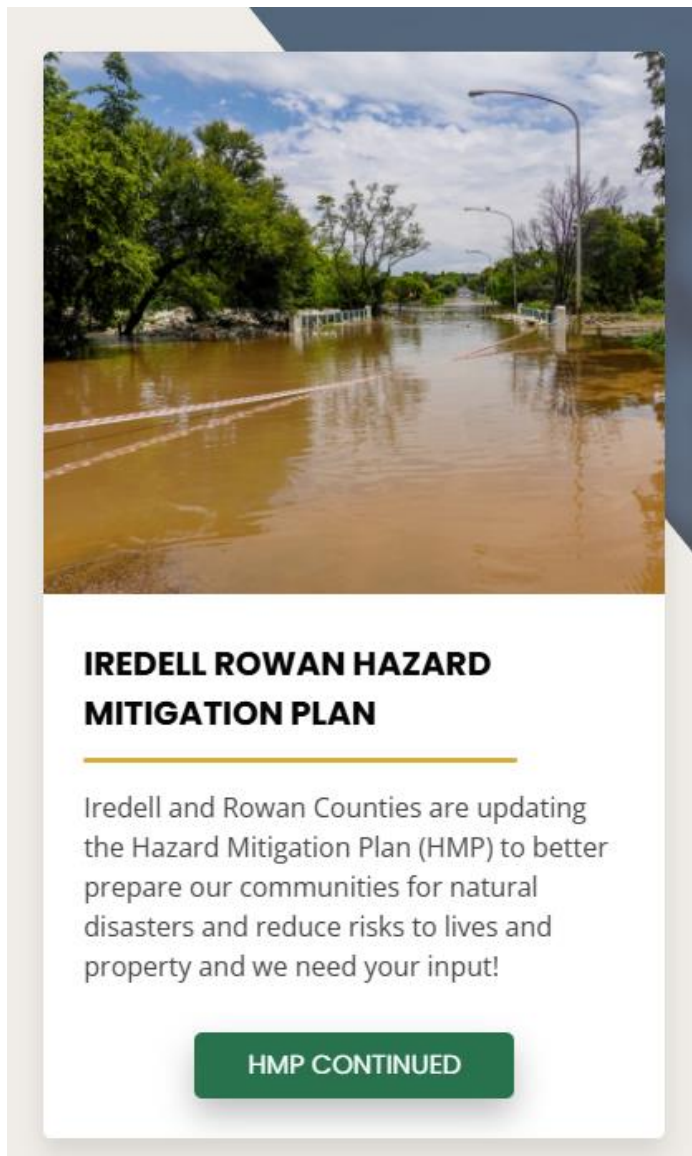 IREDELL ROWAN HAZARD
MITIGATION PLAN
Iredell and Rowan Counties are updating
the Hazard Mitigation Plan (HMP) to better
prepare our communities for natural
disasters and reduce risks to lives and
property and we need your input!
HMP CONTINUED